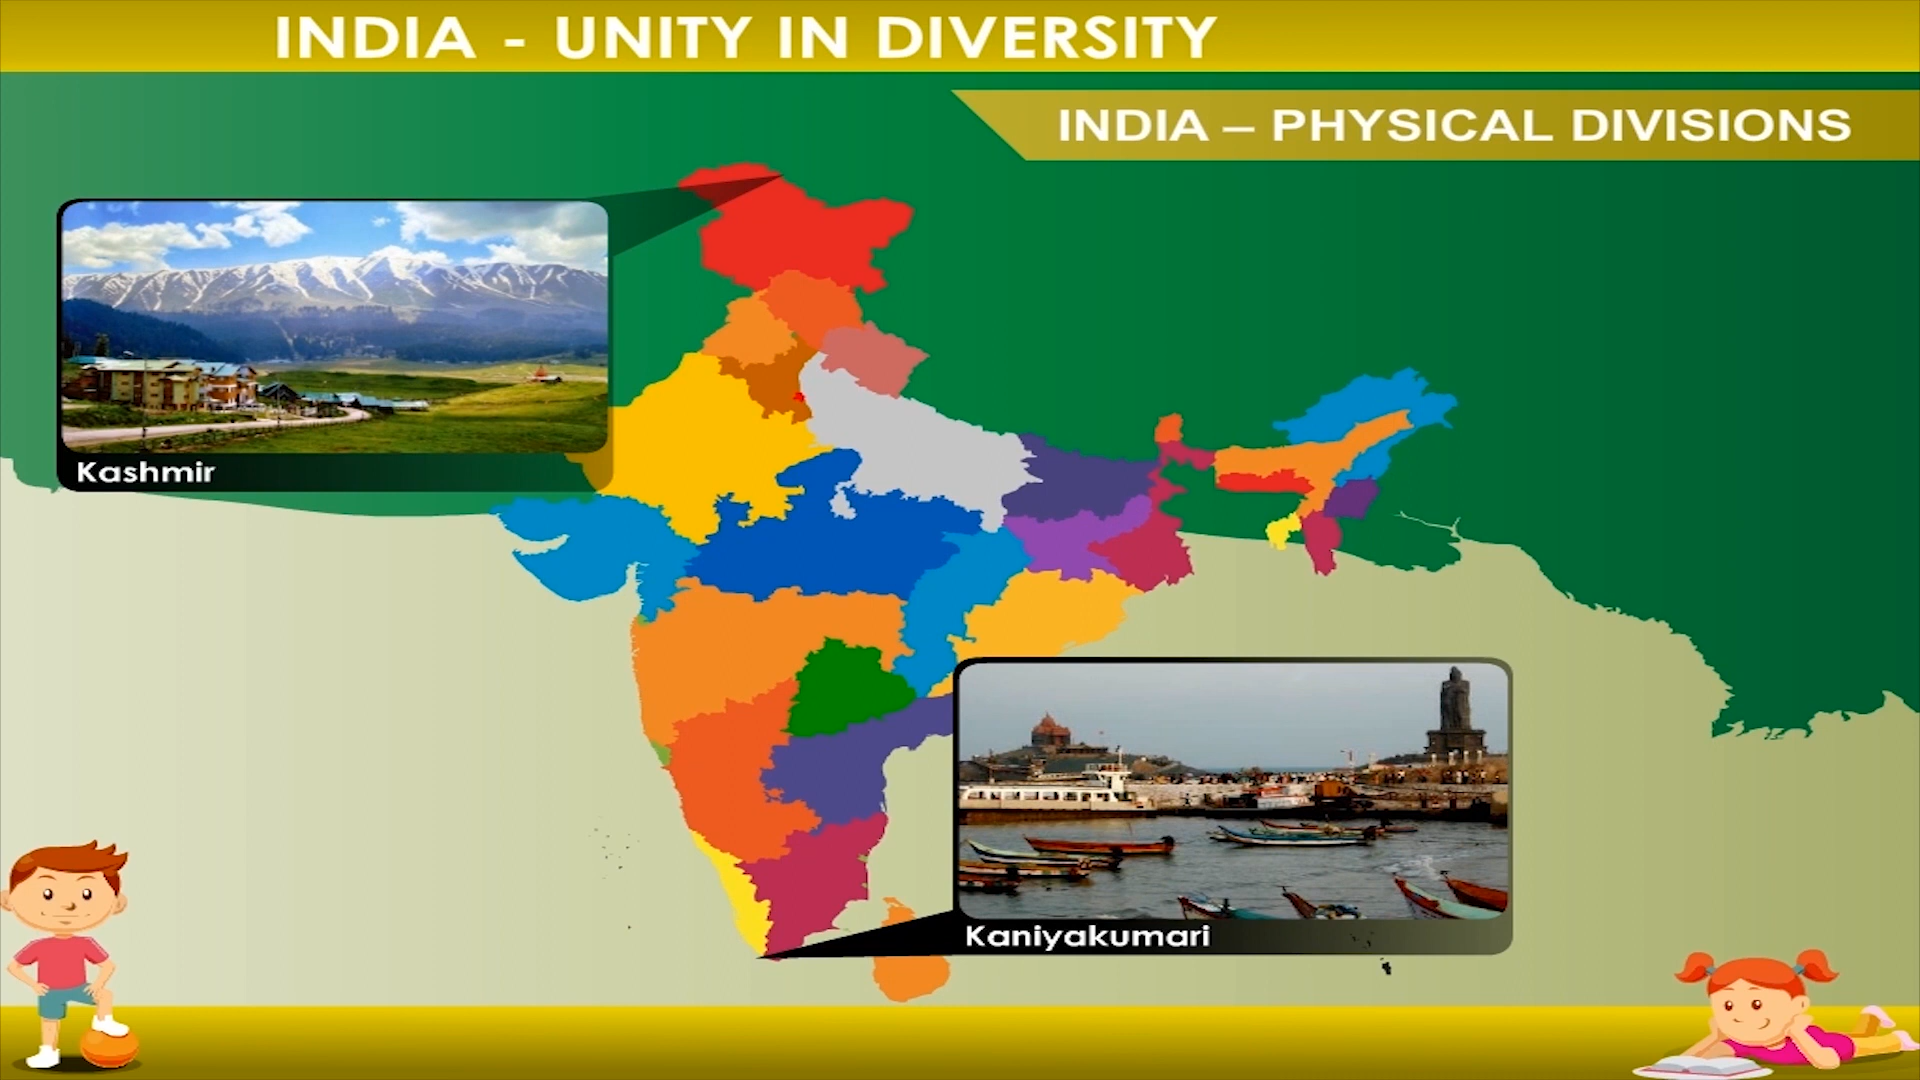 INDIA - UNITY IN DIVERSITY
INDIA – PHYSICAL DIVISIONS
Kashmir
Kaniyakumari